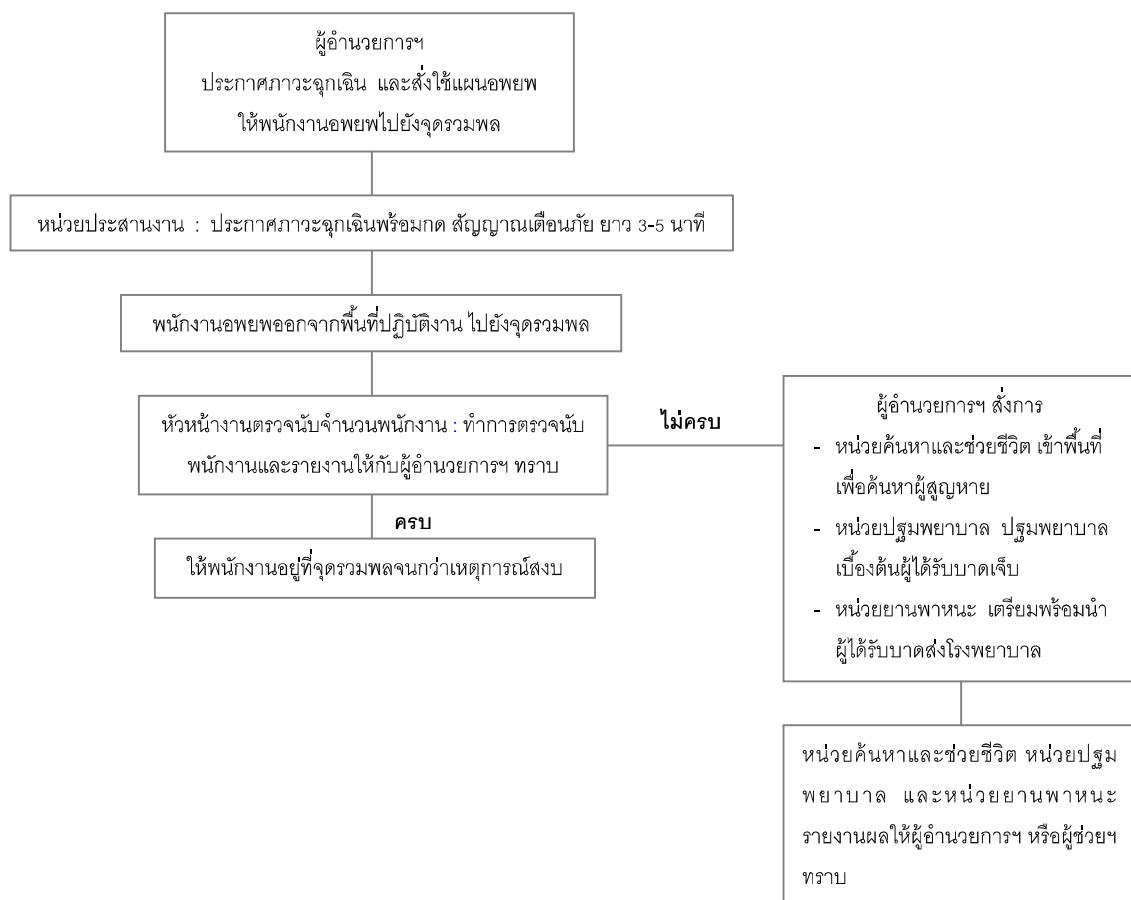 ผู้อำนวยการฯ
ประกาศภาวะฉุกเฉิน และสั่งใช้แผนอพยพ
ให้พนักงานอพยพไปยังจุดรวมพล
หน่วยประสานงาน : ประกาศภาวะฉุกเฉินพร้อมกด สัญญาณเตือนภัย ยาว 3-5 นาที
พนักงานอพยพออกจากพื้นที่ปฏิบัติงาน ไปยังจุดรวมพล
หัวหน้างานตรวจนับจำนวนพนักงาน : ทำการตรวจนับ
พนักงานและรายงานให้กับผู้อำนวยการฯ ทราบ
ไม่ครบ
ครบ
ให้พนักงานอยู่ที่จุดรวมพลจนกว่าเหตุการณ์สงบ
ผู้อำนวยการฯ สั่งการ
- หน่วยค้นหาและช่วยชีวิต เข้าพื้นที่
เพื่อค้นหาผู้สูญหาย
- หน่วยปฐมพยาบาล ปฐมพยาบาล
เบื้องต้นผู้ได้รับบาดเจ็บ
- หน่วยยานพาหนะ เตรียมพร้อมนำ
ผู้ได้รับบาดส่งโรงพยาบาล
หน่วยค้นหาและช่วยชีวิต หน่วยปฐม
พยาบาล และหน่วยยานพาหนะ
รายงานผลให้ผู้อำนวยการฯ หรือผู้ช่วยฯ
ทราบ